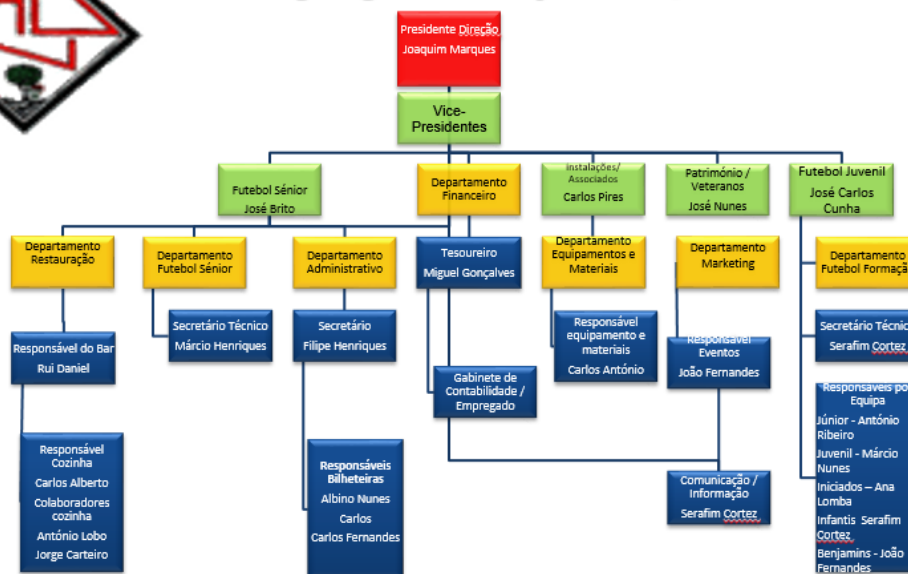 Presidente Direção
Joaquim Marques
Vice-
Presidentes
Futebol Sénior
José Brito
Departamento
Financeiro
instalações/
Associados
Carlos Pires
Património /
Veteranos
José Nunes
Futebol Juvenil
José Carlos
Cunha
Departamento
Restauração
Departamento
Futebol Sénior
Departamento
Administrativo
Tesoureiro
Miguel Gonçalves
Departamento
Equipamentos e
Materiais
Departamento
Marketing
Departamento
Futebol Formaçã
Responsável do Bar
Rui Daniel
Secretário Técnico
Márcio Henriques
Secretário
Filipe Henriques
Gabinete de
Contabilidade /
Empregado
Responsável
equipamento e
materiais
Carlos António
Responsável
Eventos
João Fernandes
Secretário Técnic
Serafim Cortez
Responsável
Cozinha
Carlos Alberto
Colaboradores
cozinha
António Lobo
Jorge Carteiro
Responsáveis
Bilheteiras
Albino Nunes
Carlos
Carlos Fernandes
Comunicação /
Informação
Serafim Cortez
Responsáveis po
Equipa
Júnior - António
Ribeiro
Juvenil - Márcio
Nunes
Iniciados – Ana
Lomba
Infantis Serafim
Cortez
Benjamins - João
Fernandes